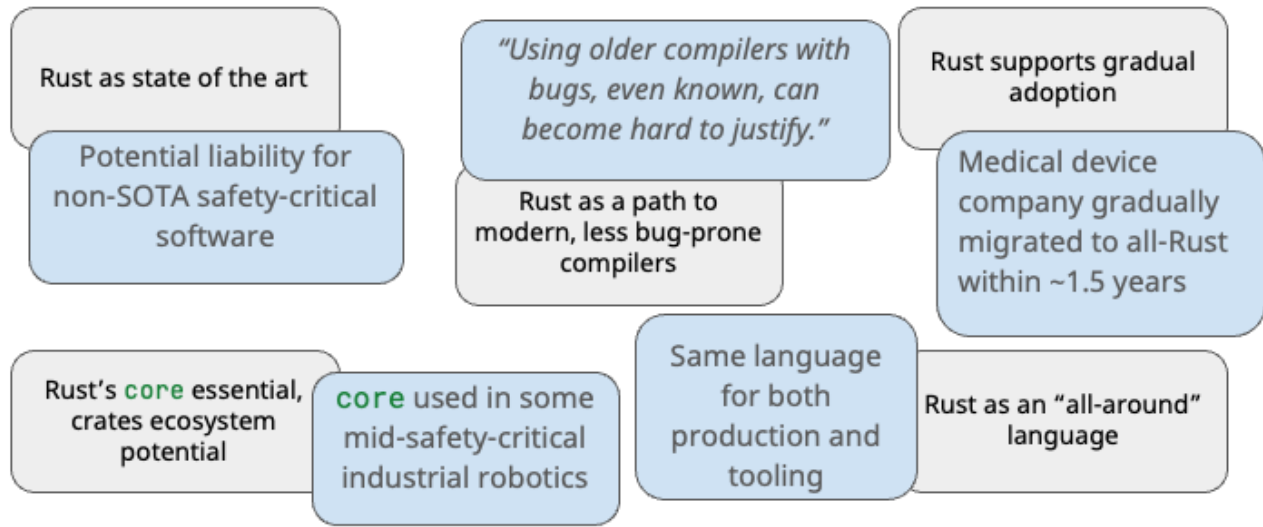 Rust as state of the art
Potential liability for
non-SOTA safety-critical
software
“Using older compilers with
bugs, even known, can
become hard to justify.”
Rust as a path to
modern, less bug-prone
compilers
Rust supports gradual
adoption
Medical device
company gradually
migrated to all-Rust
within ~1.5 years
Rust’s core essential,
crates ecosystem
potential
core used in some
mid-safety-critical
industrial robotics
Same language
for both
production and
tooling
Rust as an “all-around”
language